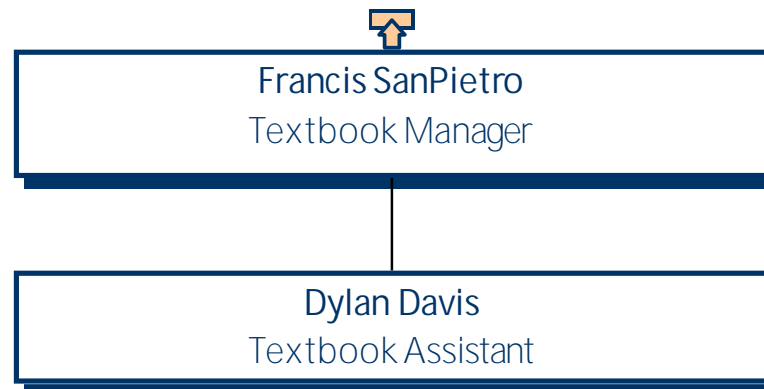 Francis SanPietro
Textbook Manager
Dylan Davis
Textbook Assistant